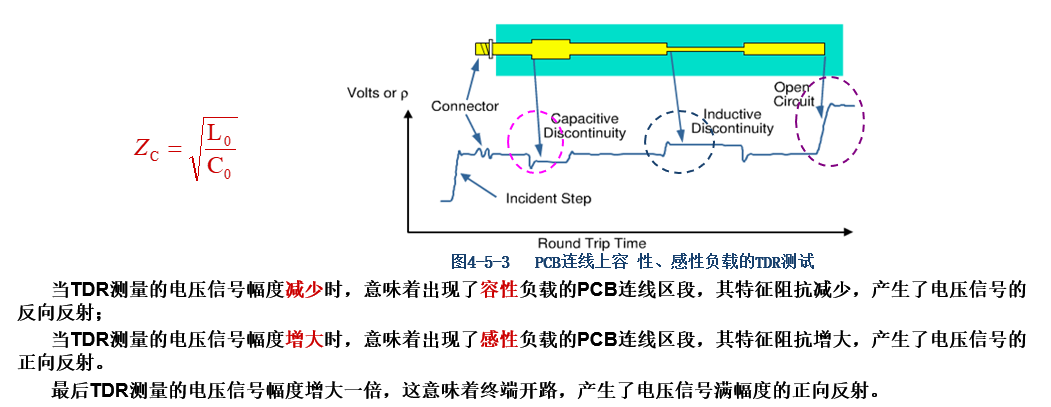 Volts or ρ
Connector
Capacitive
Discontinuity
Inductive
Discontinuity
Open
Circuit
Z_C = √(L_0/C_0)
Incident Step
Round Trip Time
图4-5-3 PCB连线上容 性、感性负载的TDR测试
当TDR测量的电压信号幅度减少时，意味着出现了容性负载的PCB连线区段，其特征阻抗减少，产生了电压信号的
反向反射；
当TDR测量的电压信号幅度增大时，意味着出现了感性负载的PCB连线区段，其特征阻抗增大，产生了电压信号的
正向反射。
最后TDR测量的电压信号幅度增大一倍，这意味着终端开路，产生了电压信号满幅度的正向反射。